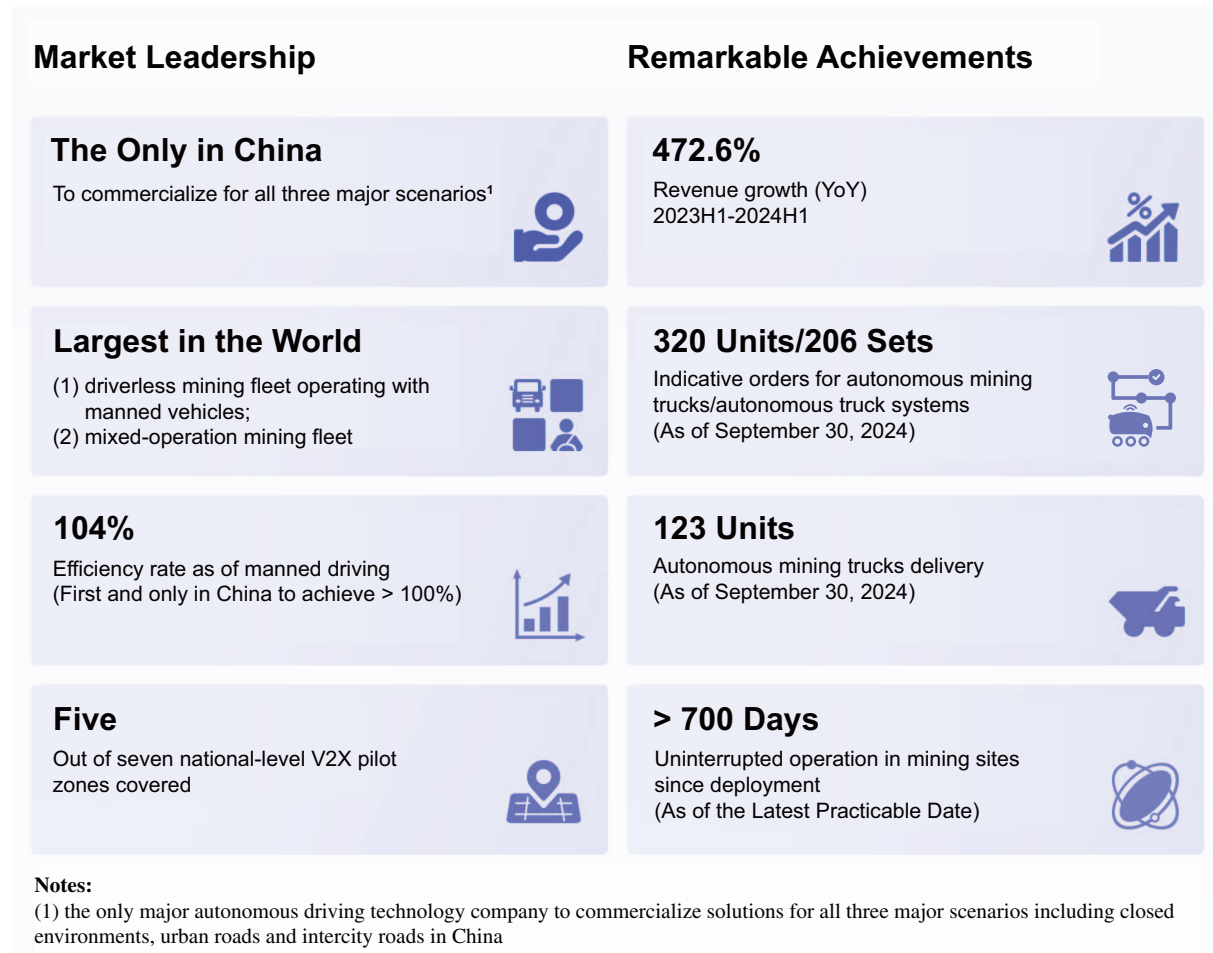 Market Leadership
The Only in China
To commercialize for all three major scenarios¹
Largest in the World
(1) driverless mining fleet operating with
manned vehicles;
(2) mixed-operation mining fleet
104%
Efficiency rate as of manned driving
(First and only in China to achieve > 100%)
Five
Out of seven national-level V2X pilot
zones covered
Remarkable Achievements
472.6%
Revenue growth (YoY)
2023H1-2024H1
320 Units/206 Sets
Indicative orders for autonomous mining
trucks/autonomous truck systems
(As of September 30, 2024)
123 Units
Autonomous mining trucks delivery
(As of September 30, 2024)
> 700 Days
Uninterrupted operation in mining sites
since deployment
(As of the Latest Practicable Date)
Notes:
(1) the only major autonomous driving technology company to commercialize solutions for all three major scenarios including closed
environments, urban roads and intercity roads in China